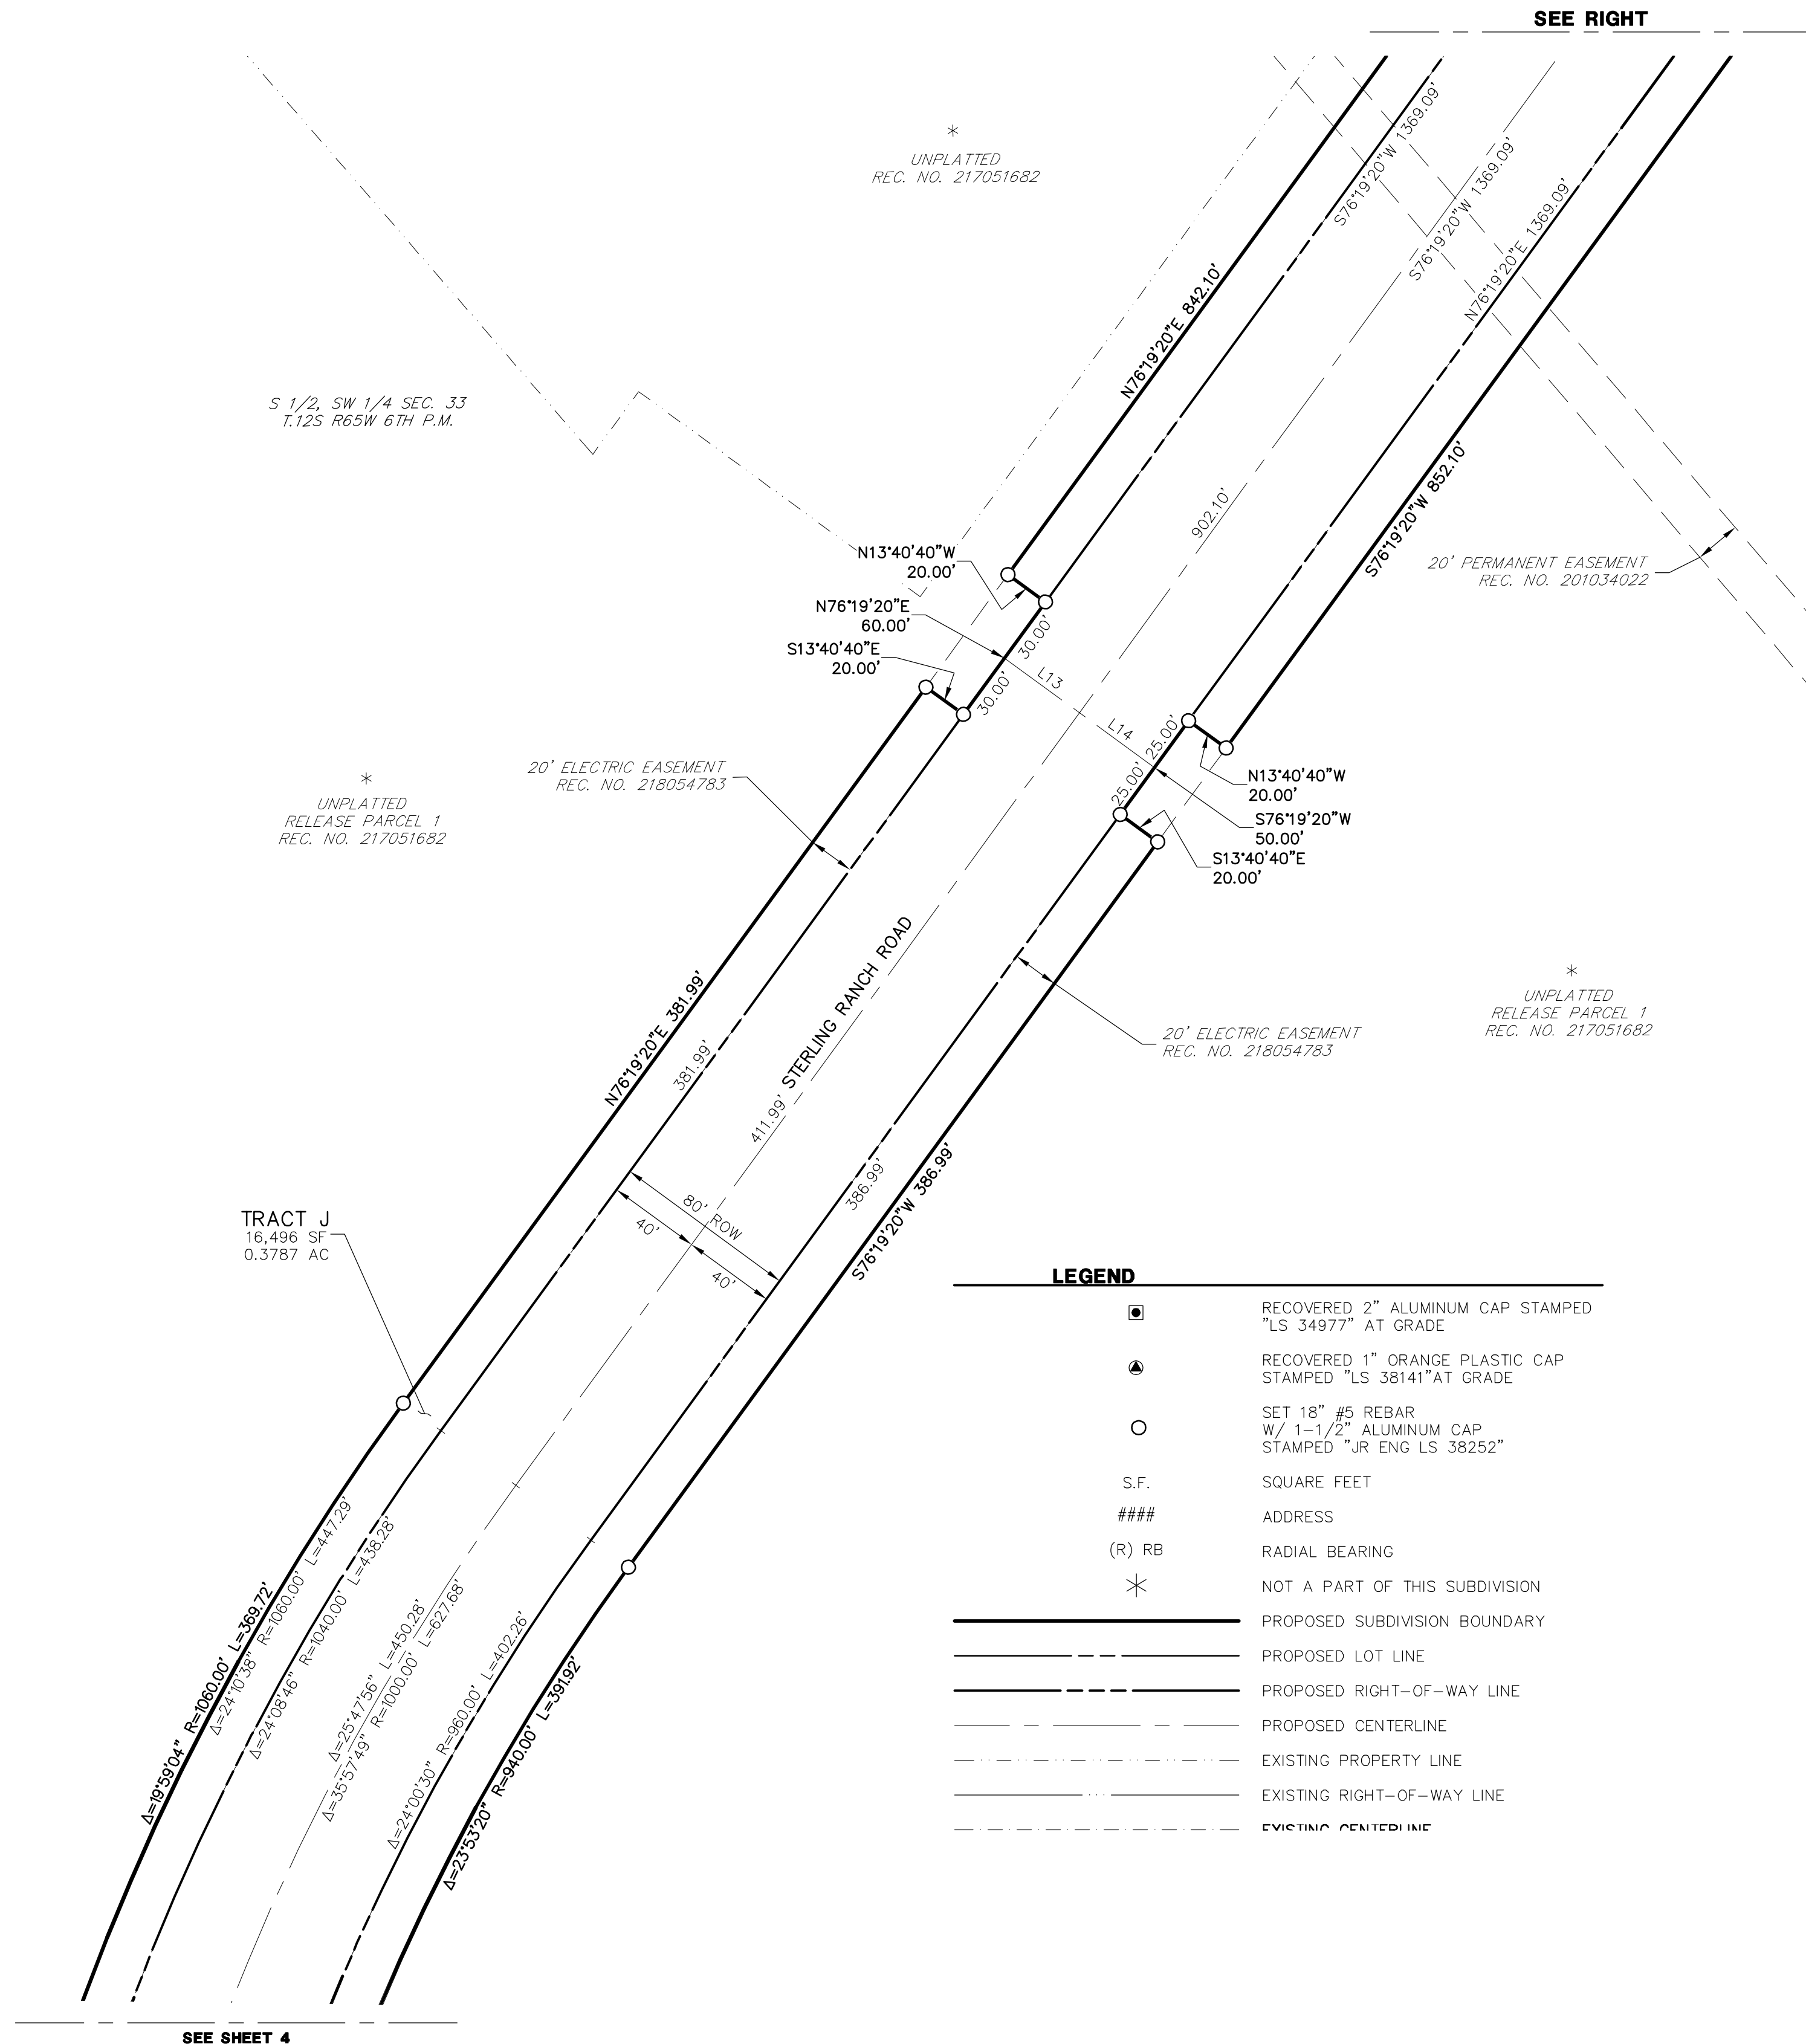 SEE RIGHT
*
UNPLATTED
REC. NO. 217051682
S76°19'20"W 1369.09'
S76°19'20"W 1369.09'
N76°19'20"E 1369.09'
N76°19'20"E 842.10'
S 1/2, SW 1/4 SEC. 33
T.12S R65W 6TH P.M.
902.10'
S76°19'20"W 852.10'
20' PERMANENT EASEMENT
REC. NO. 201034022
N13°40'40"W
20.00'
N76°19'20"E
60.00'
S13°40'40"E
20.00'
30.00'
30.00'
L13
L14
25.00'
25.00'
N13°40'40"W
20.00'
S76°19'20"W
50.00'
S13°40'40"E
20.00'
20' ELECTRIC EASEMENT
REC. NO. 218054783
*
UNPLATTED
RELEASE PARCEL 1
REC. NO. 217051682
*
UNPLATTED
RELEASE PARCEL 1
REC. NO. 217051682
20' ELECTRIC EASEMENT
REC. NO. 218054783
N76°19'20"E 381.99'
381.99'
411.99'
STERLING RANCH ROAD
386.99'
S76°19'20"W 386.99'
80' ROW
40'
40'
TRACT J
16,496 SF
0.3787 AC
Δ=19°59'04" R=1060.00' L=369.72'
Δ=24°10'38" R=1060.00' L=447.29'
Δ=24°08'46" R=1040.00' L=438.28'
Δ=25°47'56" L=450.28'
Δ=35°57'49" R=1000.00' L=627.68'
Δ=24°00'30" R=960.00' L=402.26'
Δ=23°53'20" R=940.00' L=391.92'
LEGEND
RECOVERED 2" ALUMINUM CAP STAMPED
"LS 34977" AT GRADE
RECOVERED 1" ORANGE PLASTIC CAP
STAMPED "LS 38141"AT GRADE
SET 18" #5 REBAR
W/ 1-1/2" ALUMINUM CAP
STAMPED "JR ENG LS 38252"
S.F. SQUARE FEET
#### ADDRESS
(R) RB RADIAL BEARING
* NOT A PART OF THIS SUBDIVISION
PROPOSED SUBDIVISION BOUNDARY
PROPOSED LOT LINE
PROPOSED RIGHT-OF-WAY LINE
PROPOSED CENTERLINE
EXISTING PROPERTY LINE
EXISTING RIGHT-OF-WAY LINE
EXISTING CENTERLINE
SEE SHEET 4